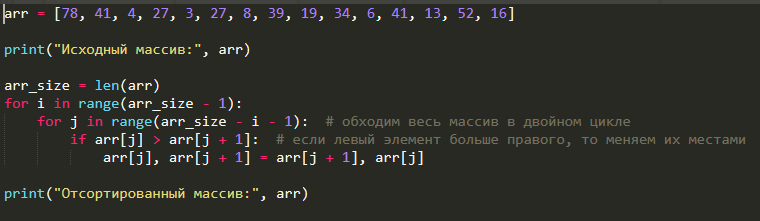 arr = [78, 41, 4, 27, 3, 27, 8, 39, 19, 34, 6, 41, 13, 52, 16]
print("Исходный массив:", arr)
arr_size = len(arr)
for i in range(arr_size - 1):
    for j in range(arr_size - i - 1):  # обходим весь массив в двойном цикле
        if arr[j] > arr[j + 1]:  # если левый элемент больше правого, то меняем их местами
            arr[j], arr[j + 1] = arr[j + 1], arr[j]
print("Отсортированный массив:", arr)